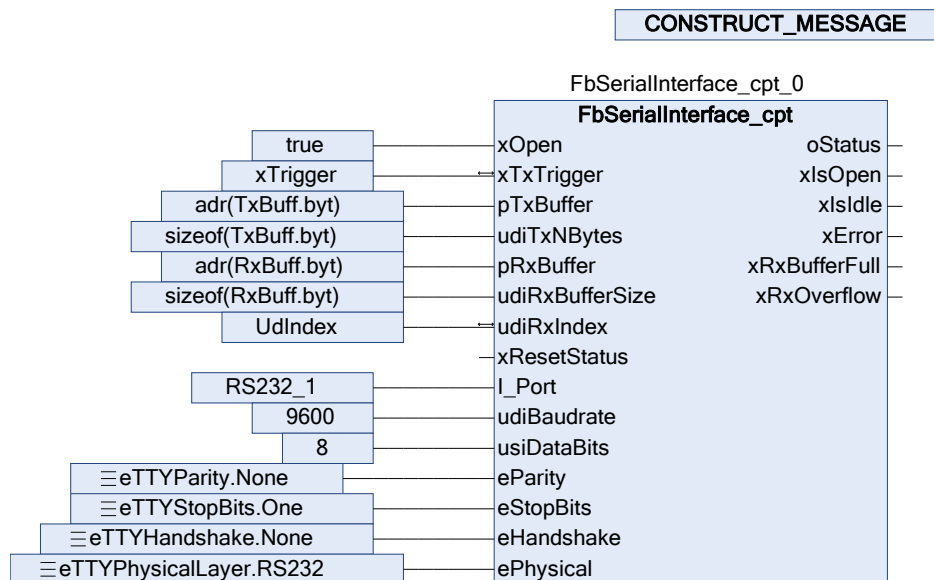 CONSTRUCT_MESSAGE
FbSerialInterface_cpt_0
FbSerialInterface_cpt
true xOpen oStatus
xTrigger xTxTrigger xIsOpen
adr(TxBuff.byt) pTxBuffer xIsIdle
sizeof(TxBuff.byt) udiTxNBytes xError
adr(RxBuff.byt) pRxBuffer xRxBufferFull
sizeof(RxBuff.byt) udiRxBufferSize xRxOverflow
UdIndex udiRxIndex
xResetStatus
RS232_1 I_Port
9600 udiBaudrate
8 usiDataBits
eTTYParity.None eParity
eTTYStopBits.One eStopBits
eTTYHandshake.None eHandshake
eTTYPhysicalLayer.RS232 ePhysical